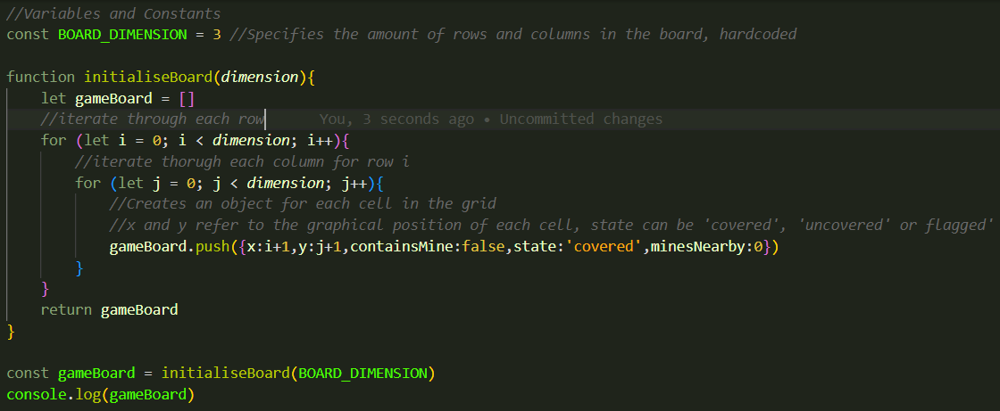 //Variables and Constants
const BOARD_DIMENSION = 3 //Specifies the amount of rows and columns in the board, hardcoded
function initialiseBoard(dimension){
let gameBoard = []
//iterate through each row You, 3 seconds ago • Uncommitted changes
for (let i = 0; i < dimension; i++){
//iterate thorugh each column for row i
for (let j = 0; j < dimension; j++){
//Creates an object for each cell in the grid
//x and y refer to the graphical position of each cell, state can be 'covered', 'uncovered' or flagged'
gameBoard.push({x:i+1,y:j+1,containsMine:false,state:'covered',minesNearby:0})
}
}
return gameBoard
}
const gameBoard = initialiseBoard(BOARD_DIMENSION)
console.log(gameBoard)